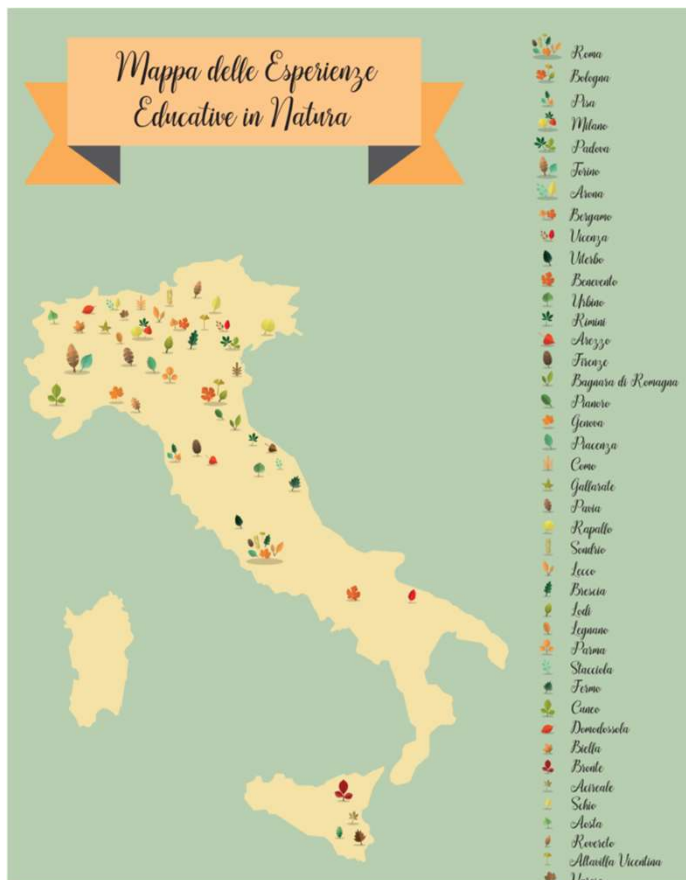 Mappa delle Esperienze
Educative in Natura
Roma
Bologna
Pisa
Milano
Padova
Torino
Arona
Bergamo
Vicenza
Viterbo
Benevento
Urbino
Rimini
Arezzo
Firenze
Bagnara di Romagna
Pianoro
Genova
Piacenza
Como
Gallarate
Pavia
Rapallo
Sondrio
Lecco
Brescia
Lodi
Legnano
Parma
Stacciola
Fermo
Cuneo
Domodossola
Biella
Bronte
Acireale
Schio
Aosta
Rovereto
Altavilla Vicentina